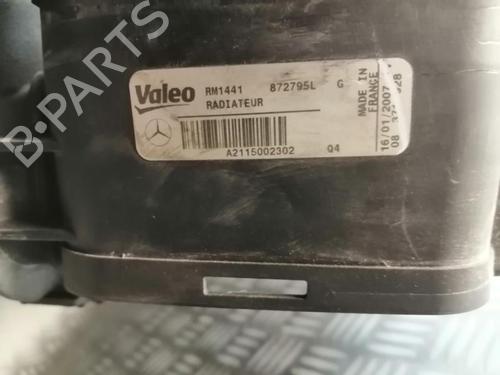 Valeo RM1441 872795L G
RADIATEUR
A2115002302 Q4
MADE IN
FRANCE
16/01/2007
B-PARTS